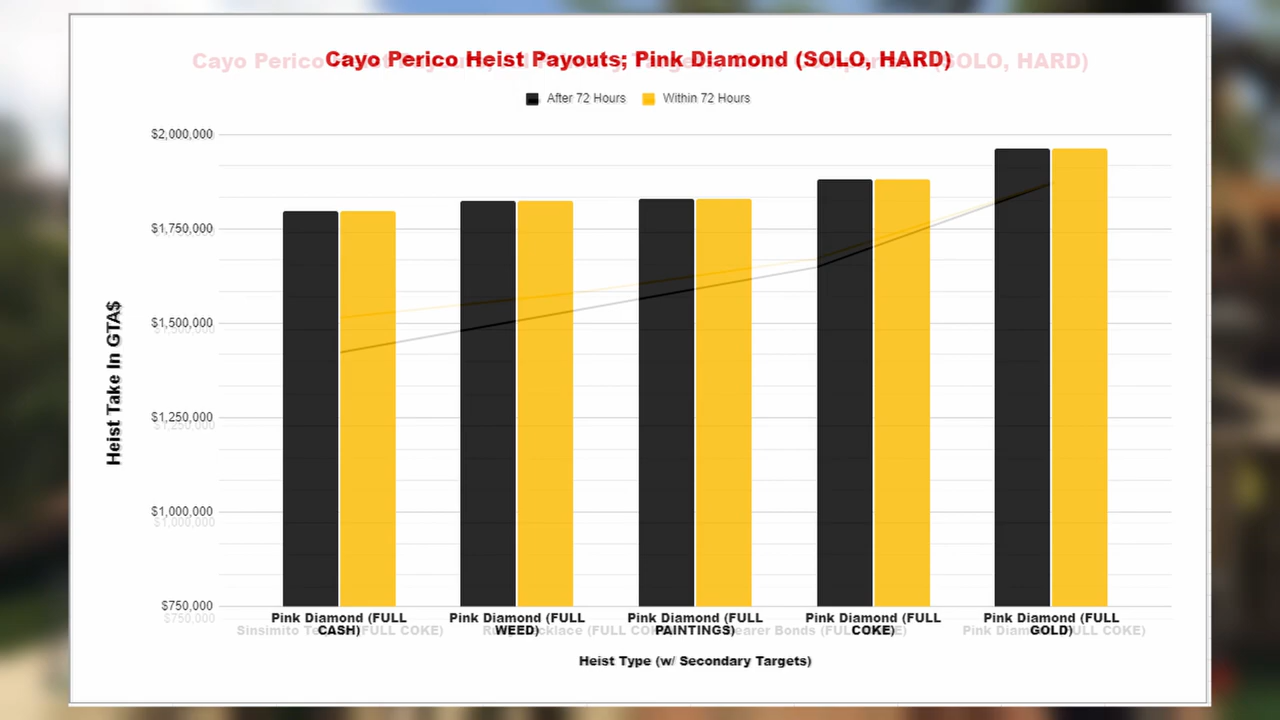 Cayo Perico Heist Payouts; Pink Diamond (SOLO, HARD)
After 72 Hours
Within 72 Hours
$2,000,000
$1,750,000
$1,500,000
$1,250,000
$1,000,000
$750,000
Heist Take In GTA$
Pink Diamond (FULL
CASH)
Pink Diamond (FULL
WEED)
Pink Diamond (FULL
PAINTINGS)
Pink Diamond (FULL
COKE)
Pink Diamond (FULL
GOLD)
Heist Type (w/ Secondary Targets)